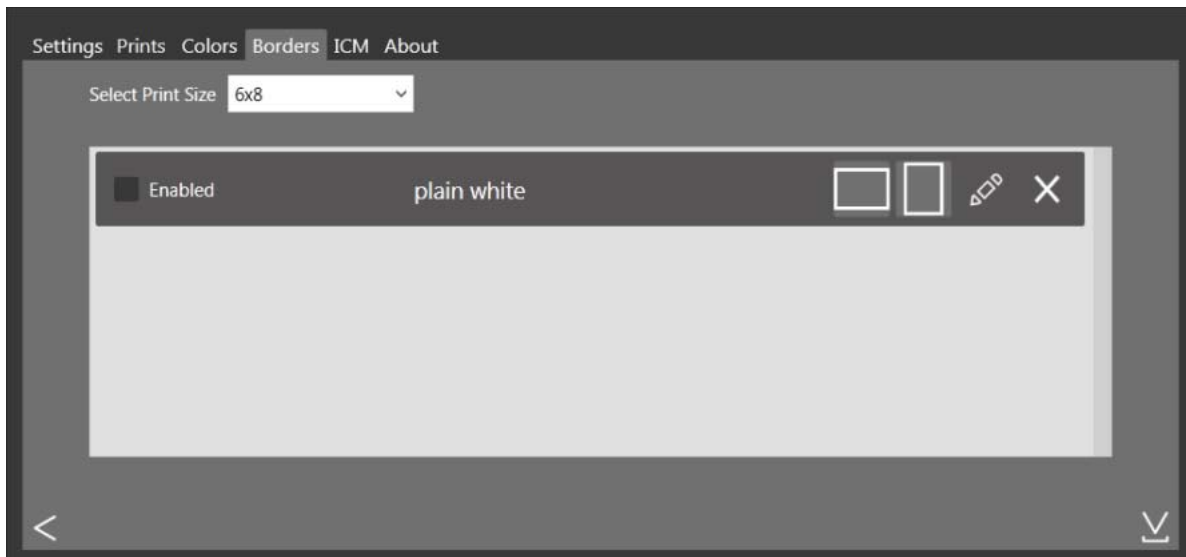 Settings Prints Colors Borders ICM About
Select Print Size 6x8
Enabled plain white